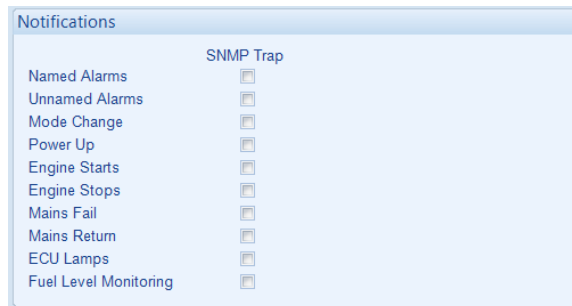 Notifications
SNMP Trap
Named Alarms
Unnamed Alarms
Mode Change
Power Up
Engine Starts
Engine Stops
Mains Fail
Mains Return
ECU Lamps
Fuel Level Monitoring